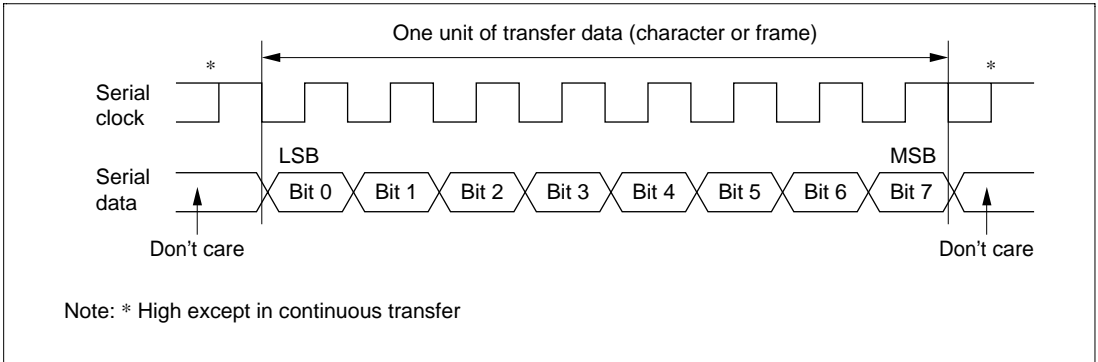 One unit of transfer data (character or frame)
*
*
Serial
clock
LSB
MSB
Serial
data
Bit 0 Bit 1 Bit 2 Bit 3 Bit 4 Bit 5 Bit 6 Bit 7
Don't care
Don't care
Note: * High except in continuous transfer